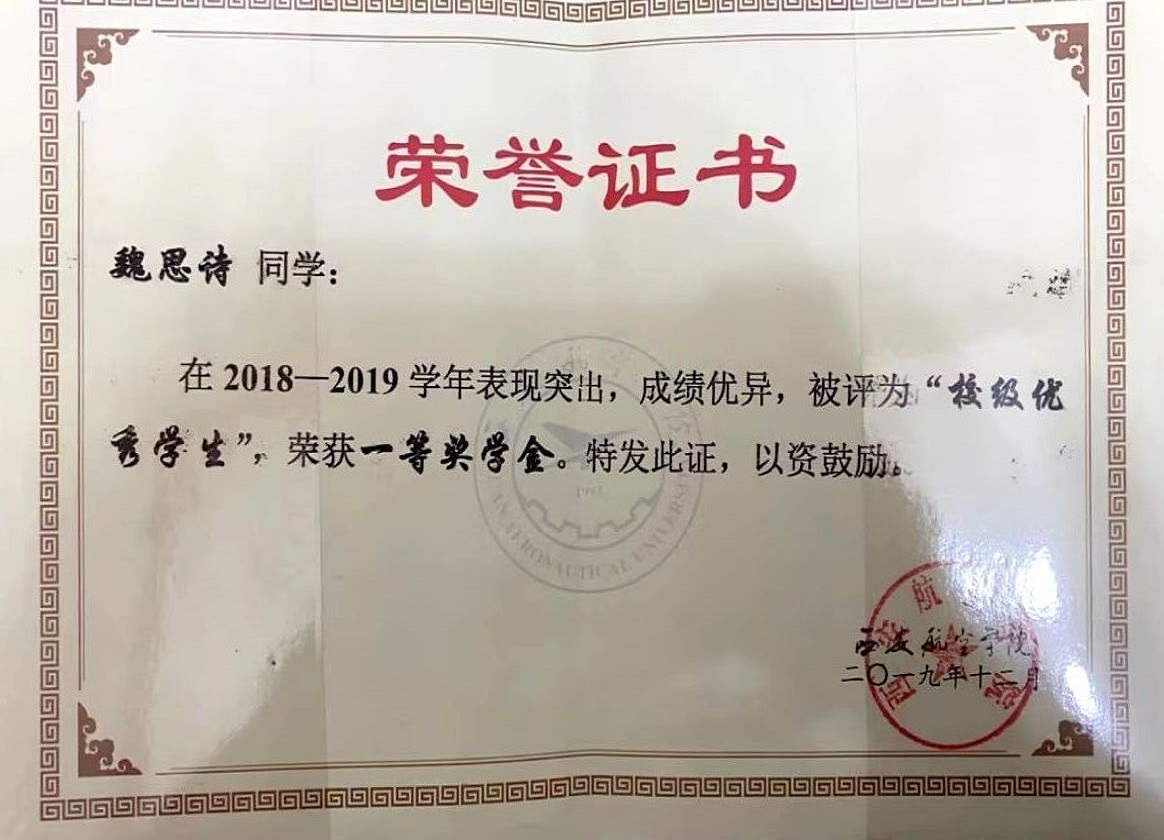 荣誉证书
魏思诗 同学：
在 2018—2019 学年表现突出，成绩优异，被评为“校级优
秀学生”，荣获一等奖学金。特发此证，以资鼓励。
1955
XI'AN AERONAUTICAL UNIVERSITY
西安航空学院
二〇一九年十二月